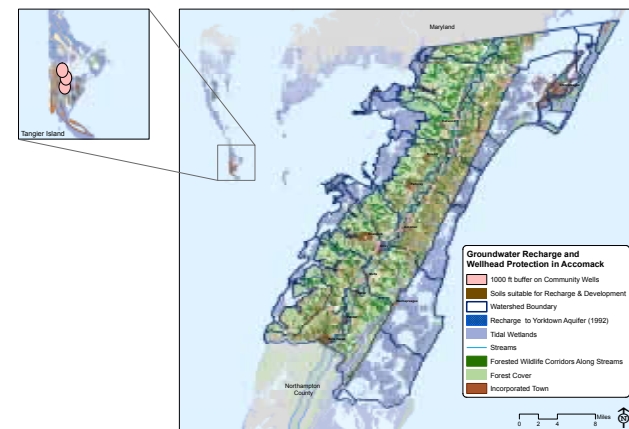 Maryland
Tangier Island
Groundwater Recharge and
Wellhead Protection in Accomack
1000 ft buffer on Community Wells
Soils suitable for Recharge & Development
Watershed Boundary
Recharge to Yorktown Aquifer (1992)
Tidal Wetlands
Streams
Forested Wildlife Corridors Along Streams
Forest Cover
Incorporated Town
Northampton
County
0 2 4 8 Miles
N